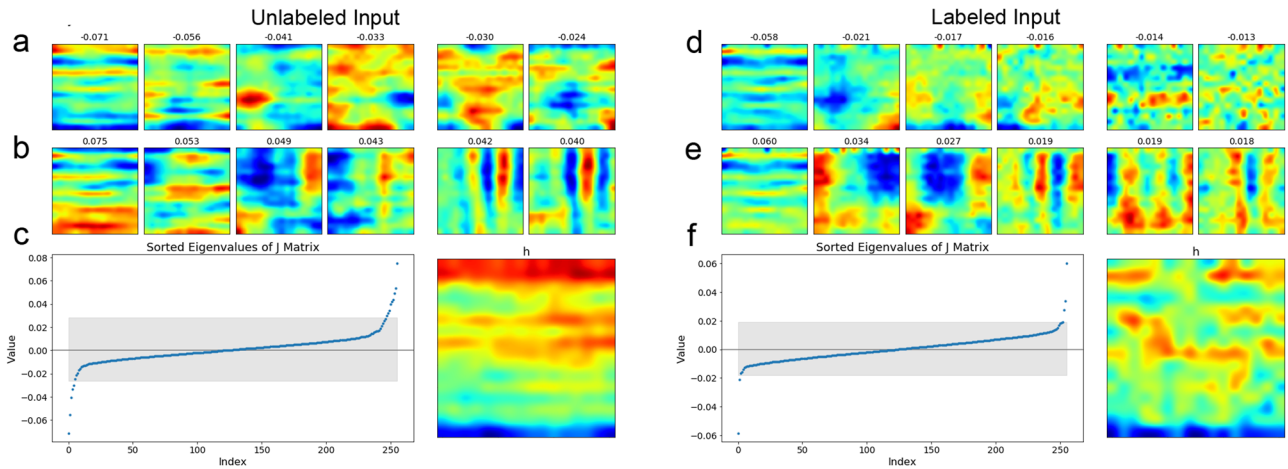 Unlabeled Input
a
-0.071 -0.056 -0.041 -0.033 -0.030 -0.024
b
0.075 0.053 0.049 0.043 0.042 0.040
c
Sorted Eigenvalues of J Matrix
h
0.08
0.06
0.04
0.02
0.00
−0.02
−0.04
−0.06
Value
0 50 100 150 200 250
Index
Labeled Input
d
-0.058 -0.021 -0.017 -0.016 -0.014 -0.013
e
0.060 0.034 0.027 0.019 0.019 0.018
f
Sorted Eigenvalues of J Matrix
h
0.06
0.04
0.02
0.00
−0.02
−0.04
−0.06
Value
0 50 100 150 200 250
Index